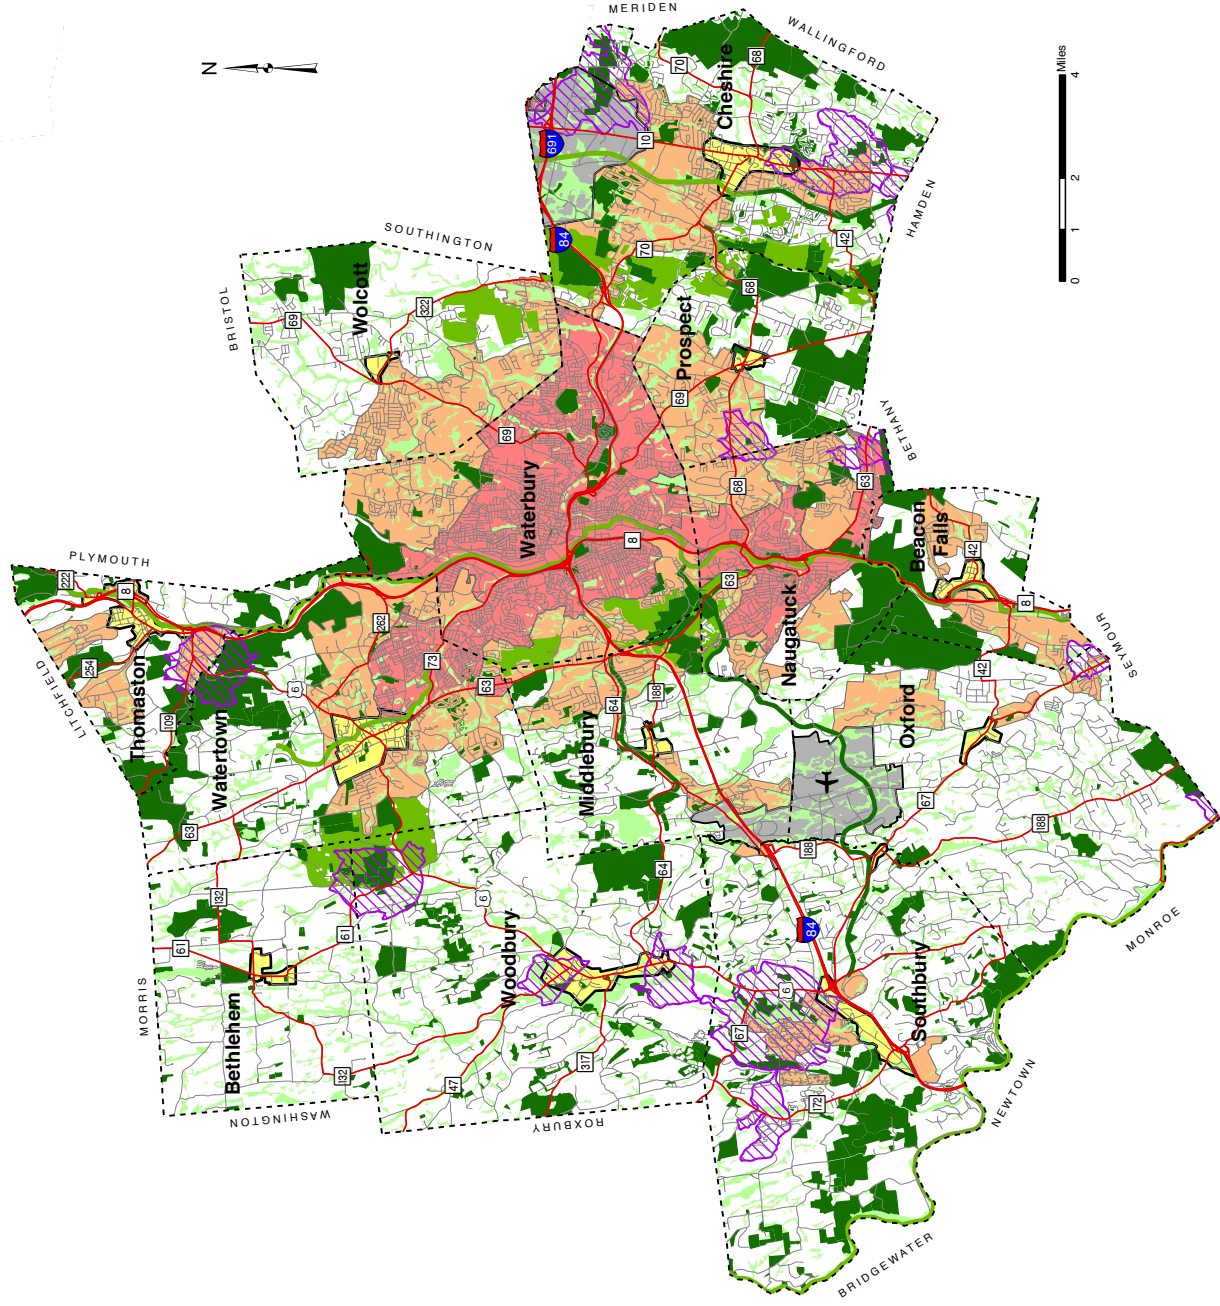 MERIDEN
WALLINGFORD
N
70
68
Cheshire
Miles
4
691
10
2
HAMDEN
1
0
84
70
42
SOUTHINGTON
68
BRISTOL
Wolcott
69
322
Prospect
69
69
BETHANY
68
63
Waterbury
8
Beacon
Falls
42
PLYMOUTH
222
8
63
8
262
Naugatuck
SEYMOUR
254
LITCHFIELD
Thomaston
6
73
63
64
188
42
109
Watertown
Middlebury
Oxford
63
67
188
188
132
64
6
61
61
84
MONROE
Woodbury
Southbury
MORRIS
Bethlehem
6
67
132
47
317
172
NEWTOWN
WASHINGTON
ROXBURY
BRIDGEWATER